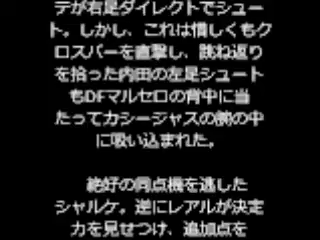 テが右足ダイレクトでシュー
ト。しかし、これは惜しくもク
ロスバーを直撃し、跳ね返り
を拾った内田の左足シュート
もDFマルセロの背中に当
たってカシージャスの腕の中
に吸い込まれた。
絶好の同点機を逃した
シャルケ。逆にレアルが決定
力を見せつけ、追加点を